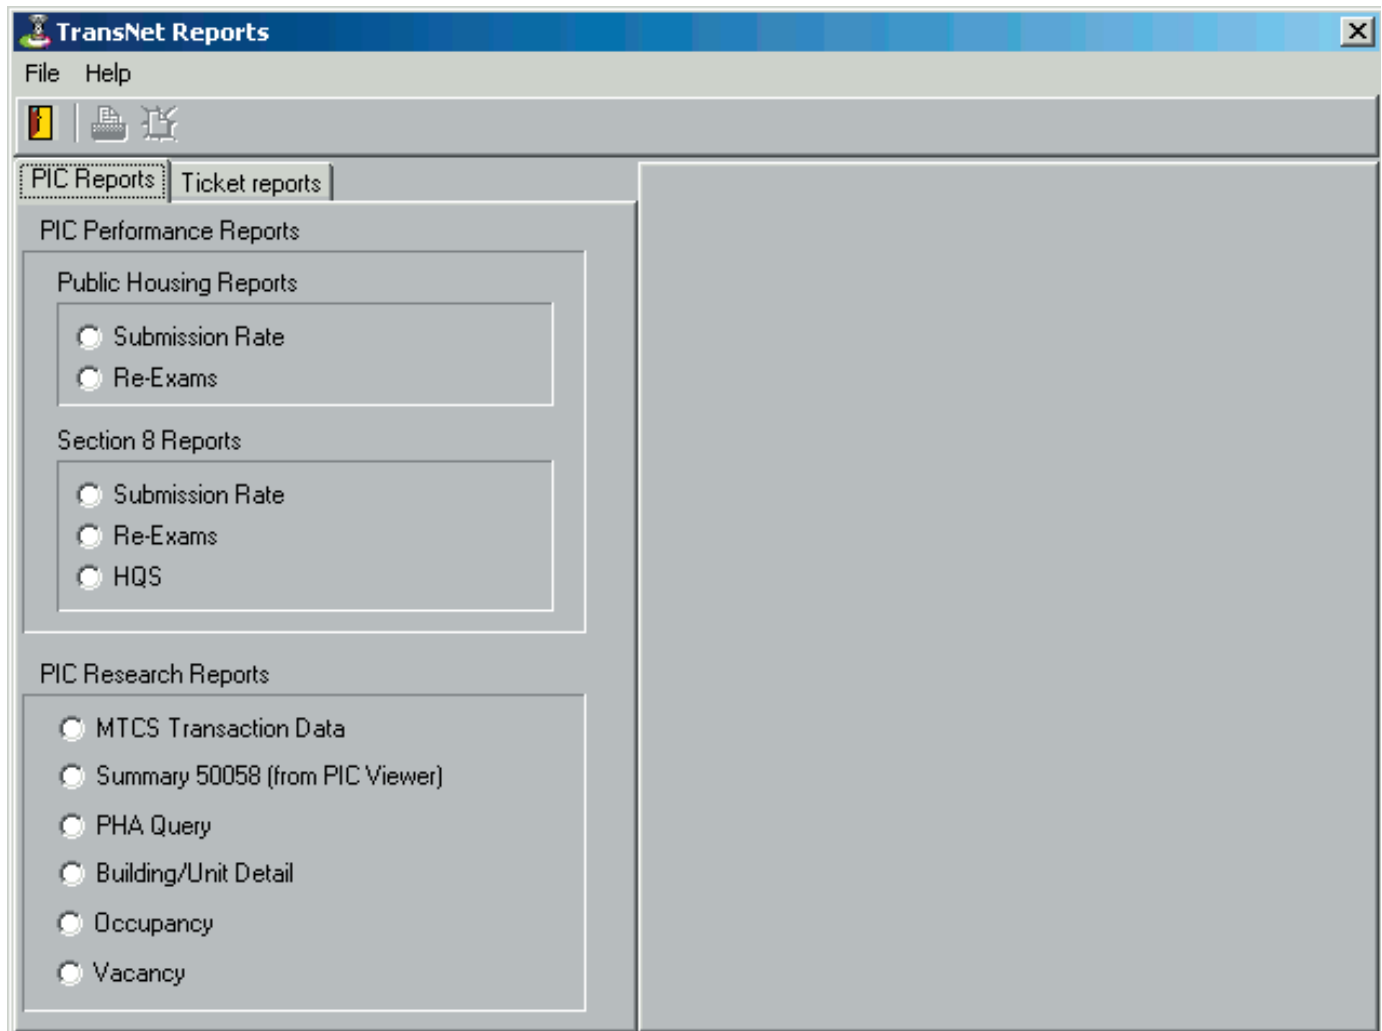 TransNet Reports
File Help
PIC Reports Ticket reports
PIC Performance Reports
Public Housing Reports
Submission Rate
Re-Exams
Section 8 Reports
Submission Rate
Re-Exams
HQS
PIC Research Reports
MTCS Transaction Data
Summary 50058 (from PIC Viewer)
PHA Query
Building/Unit Detail
Occupancy
Vacancy